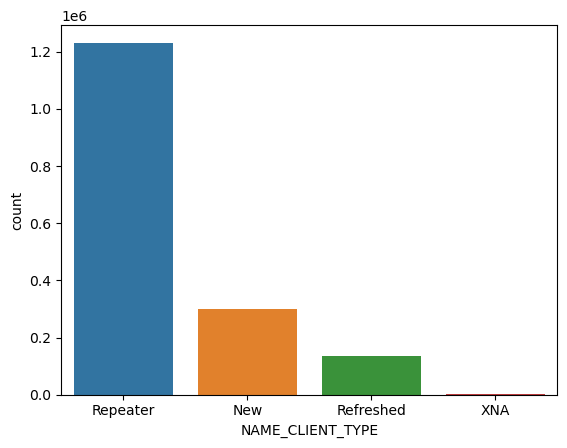 1e6
1.2
1.0
0.8
0.6
0.4
0.2
0.0
count
Repeater New Refreshed XNA
NAME_CLIENT_TYPE